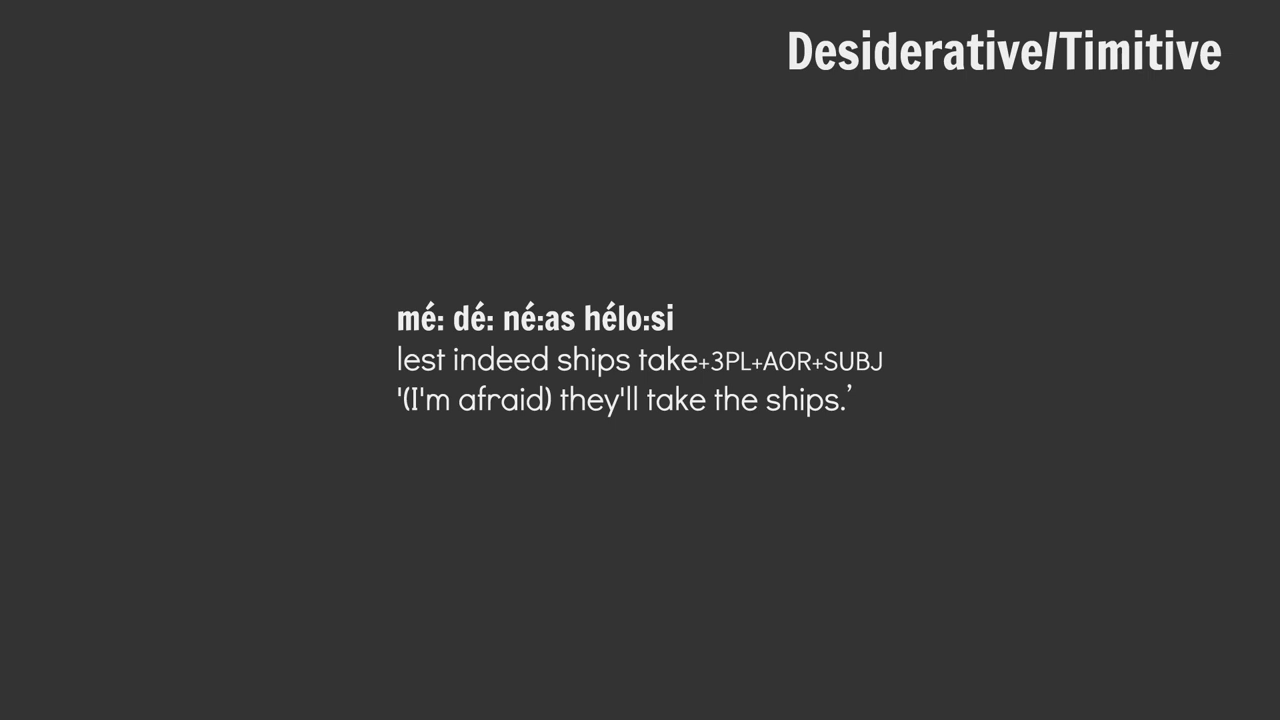 Desiderative/Timitive
mé: dé: né:as hélo:si
lest indeed ships take+3PL+AOR+SUBJ
'(I'm afraid) they'll take the ships.’